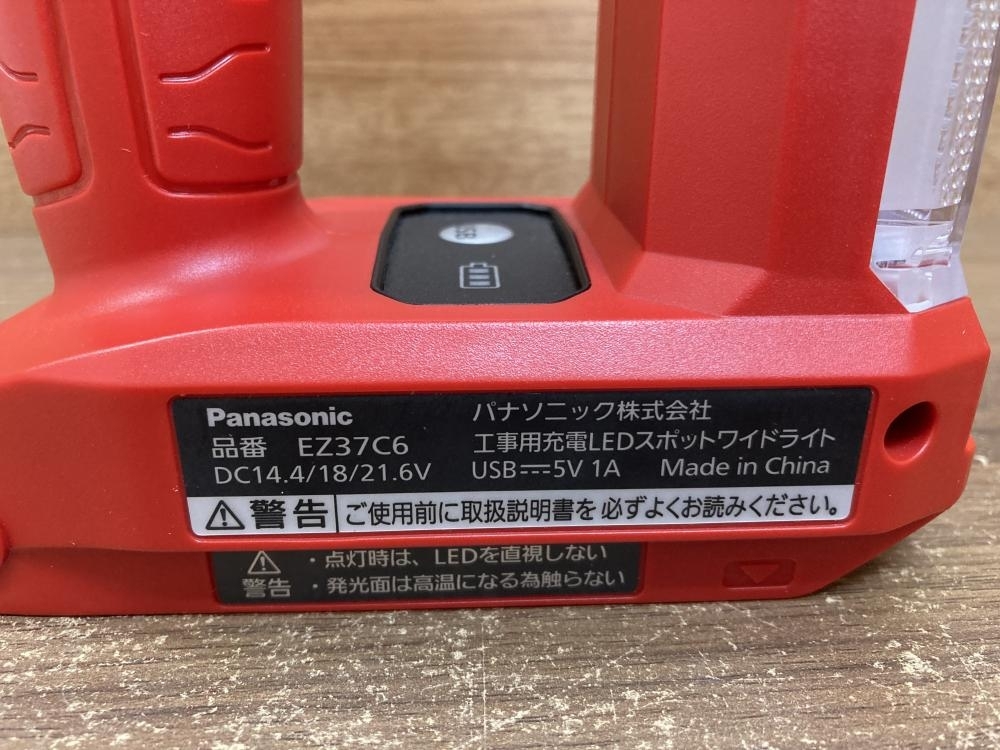 Panasonic
パナソニック株式会社
品番 EZ37C6
工事用充電LEDスポットワイドライト
DC14.4/18/21.6V
USB⎓5V 1A Made in China
警告 ご使用前に取扱説明書を必ずよくお読みください。
警告
・点灯時は、LEDを直視しない
・発光面は高温になる為触らない